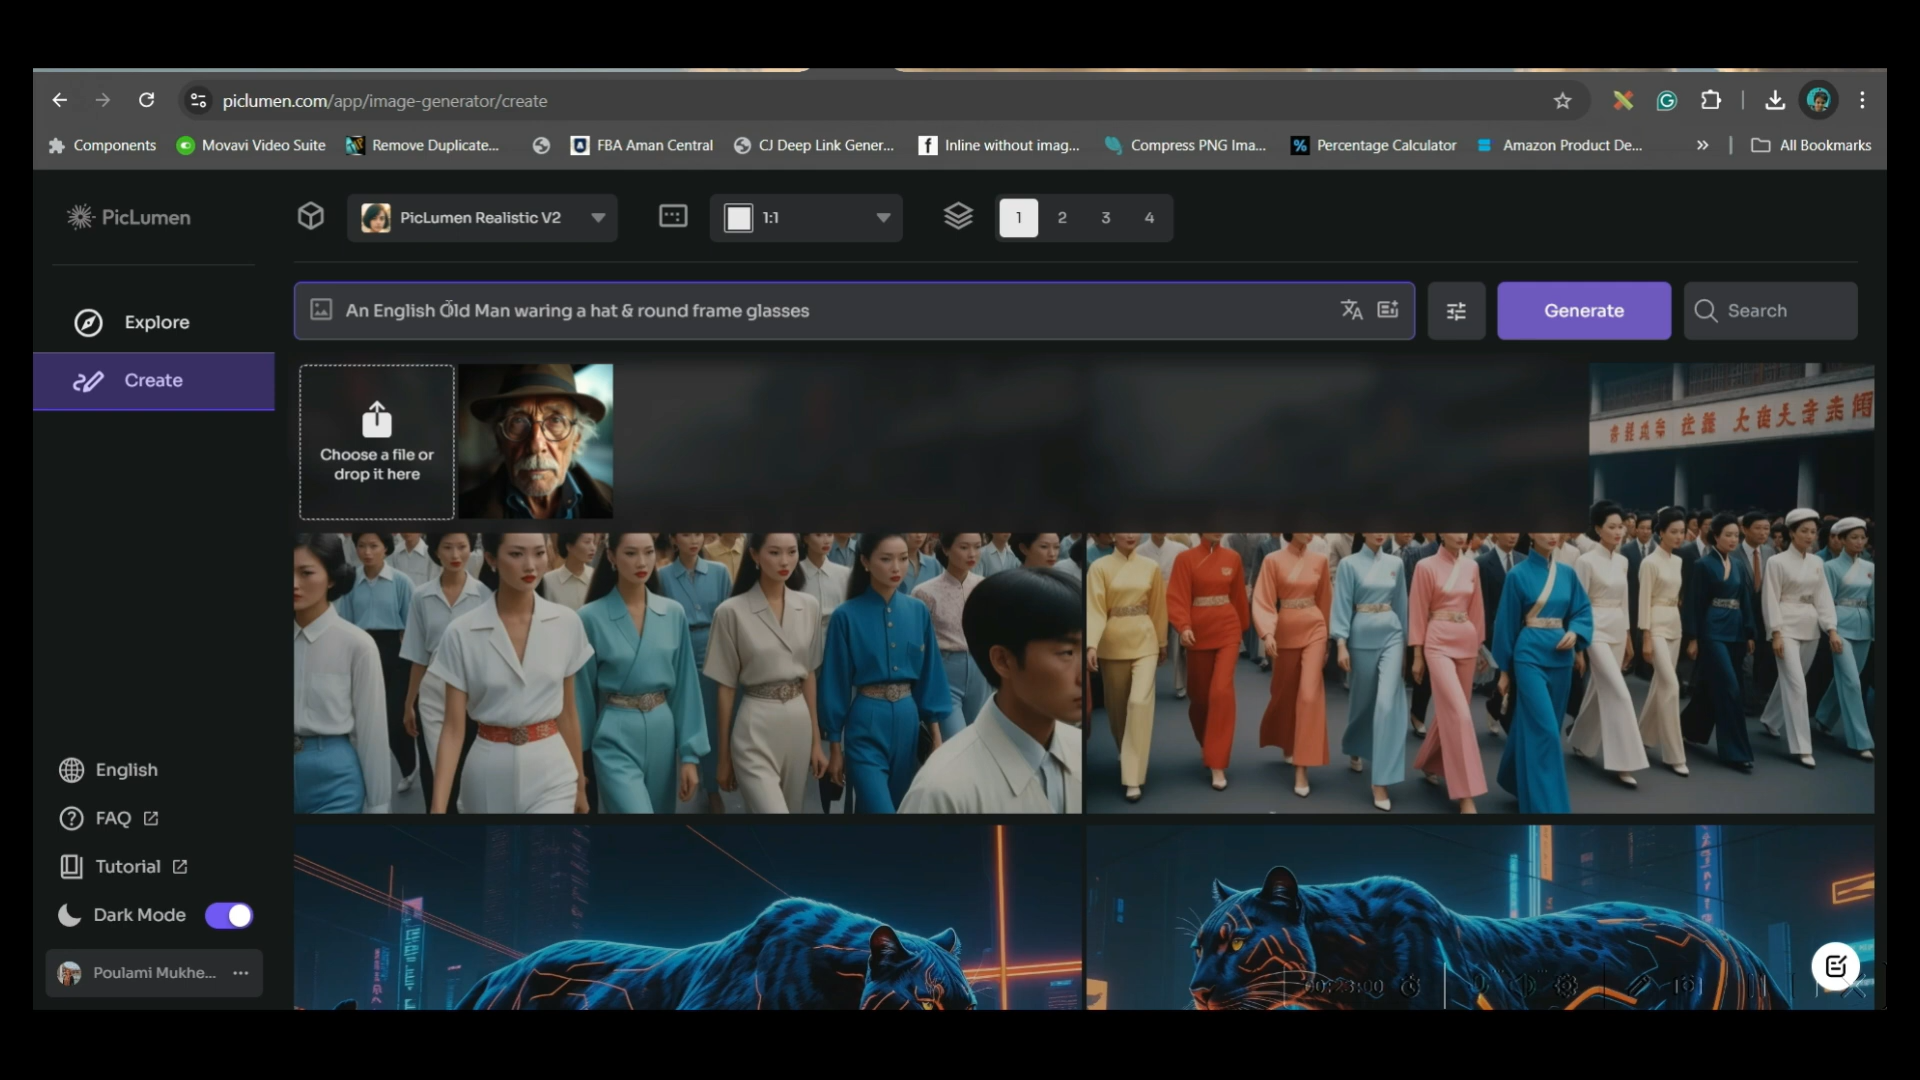 piclumen.com/app/image-generator/create
Components
Movavi Video Suite
Remove Duplicate...
FBA Aman Central
CJ Deep Link Gener...
Inline without imag...
Compress PNG Ima...
Percentage Calculator
Amazon Product De...
»
All Bookmarks
PicLumen
PicLumen Realistic V2
1:1
1
2
3
4
An English Old Man waring a hat & round frame glasses
Generate
Search
Explore
Create
Choose a file or
drop it here
English
FAQ
Tutorial
Dark Mode
Poulami Mukhe...
00:23:00